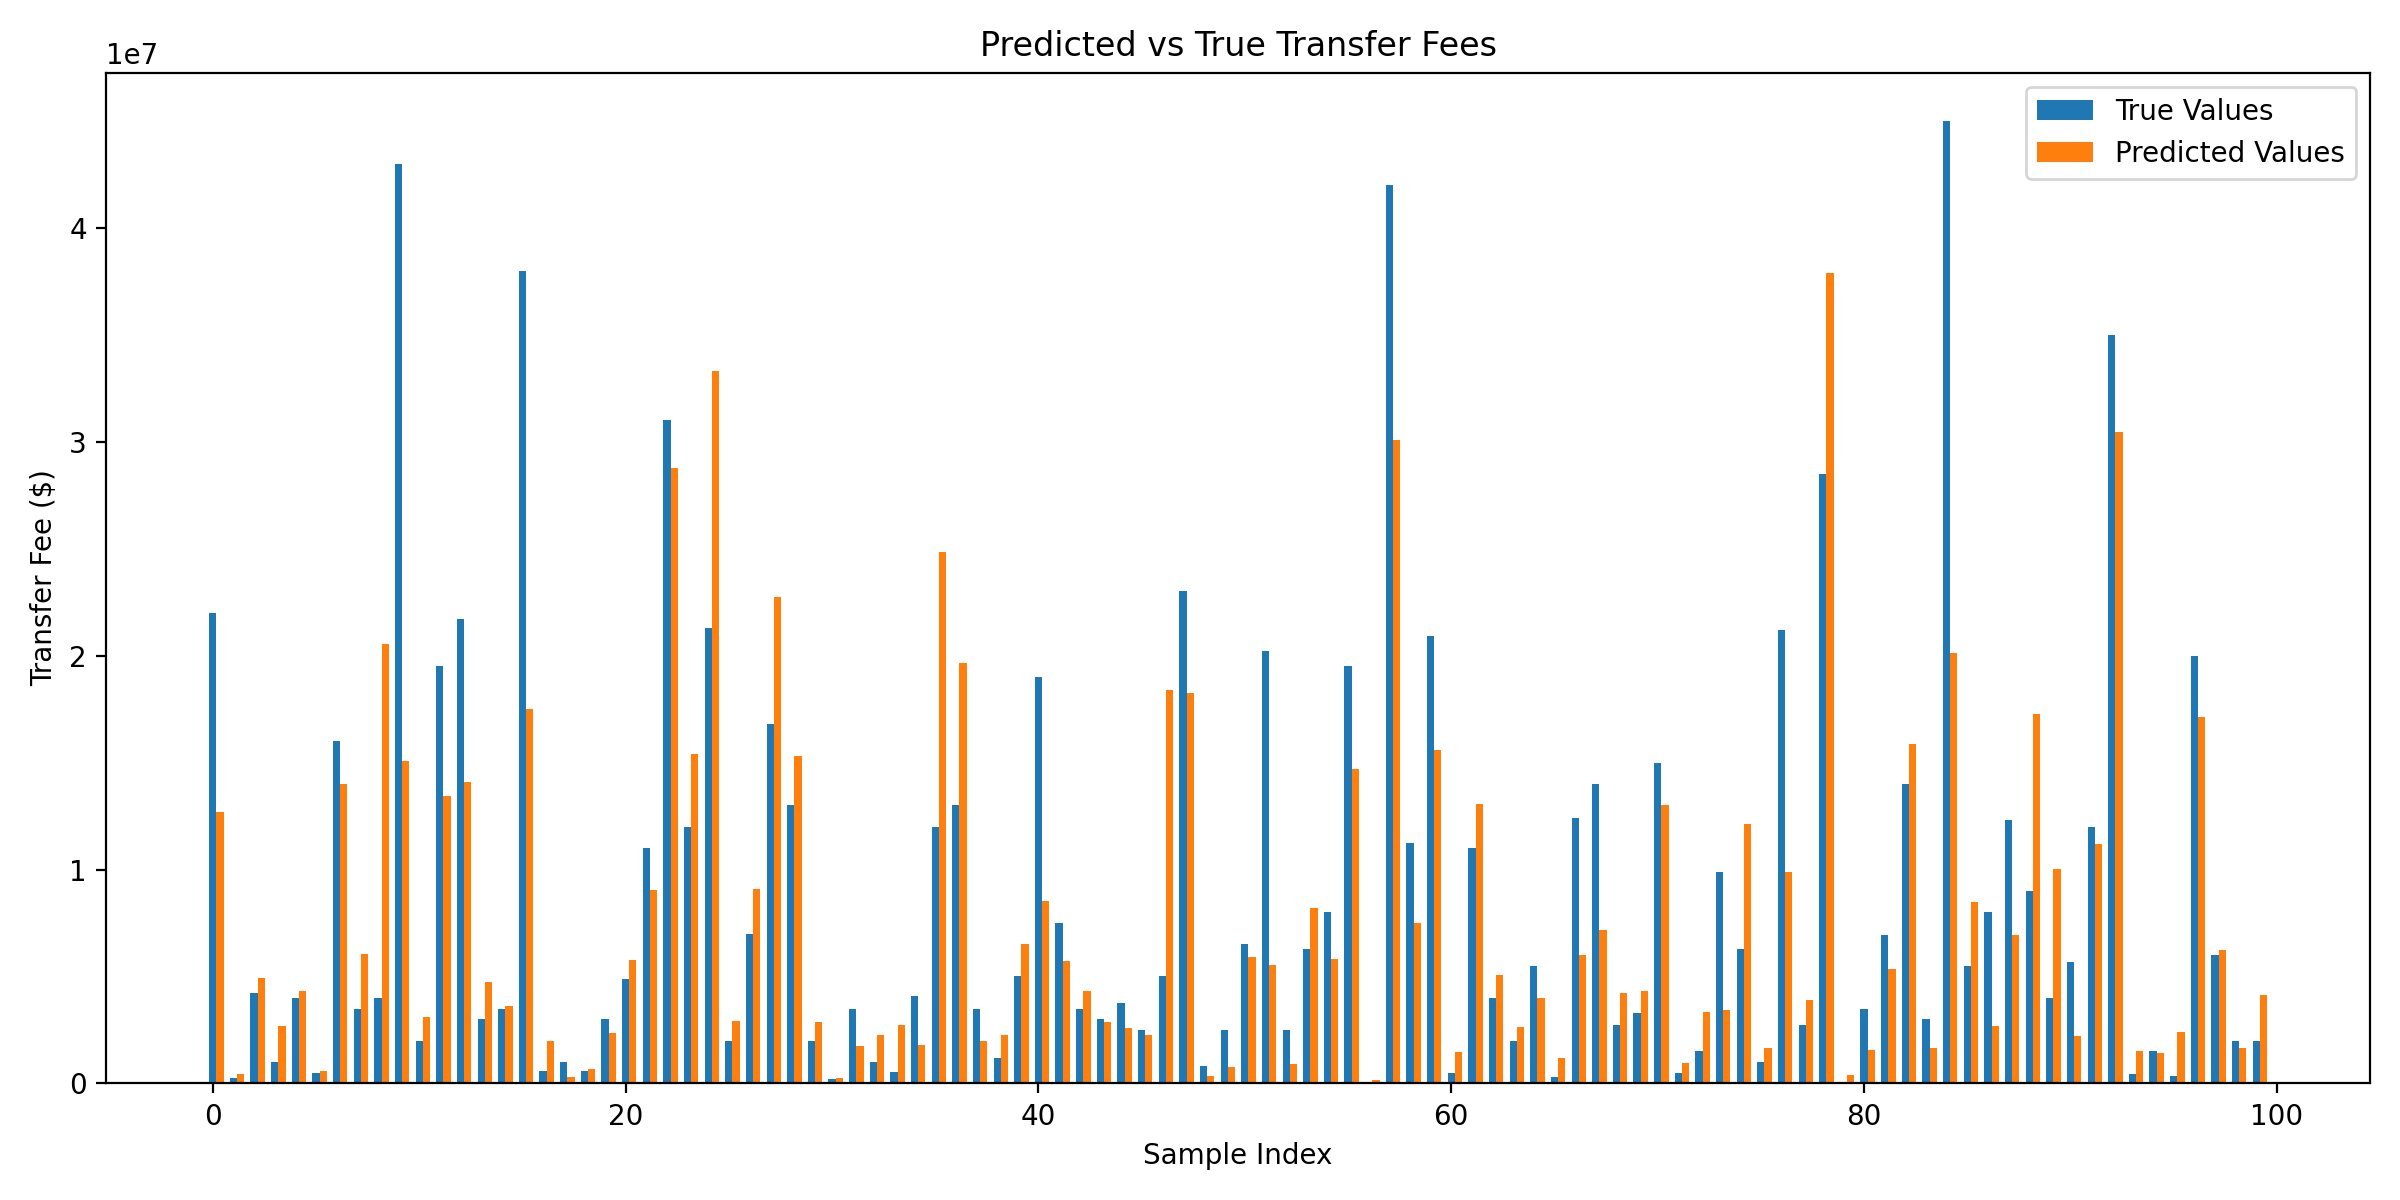 Predicted vs True Transfer Fees
1e7
True Values
Predicted Values
4
3
2
1
0
Transfer Fee ($)
0 20 40 60 80 100
Sample Index